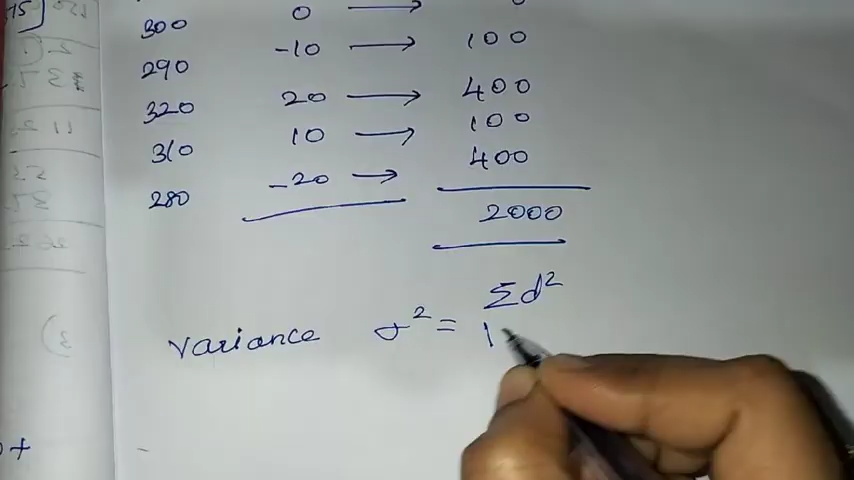 300 0 →
290 -10 → 100
320 20 → 400
310 10 → 100
280 -20 → 400
2000
Σd²
Variance σ² =